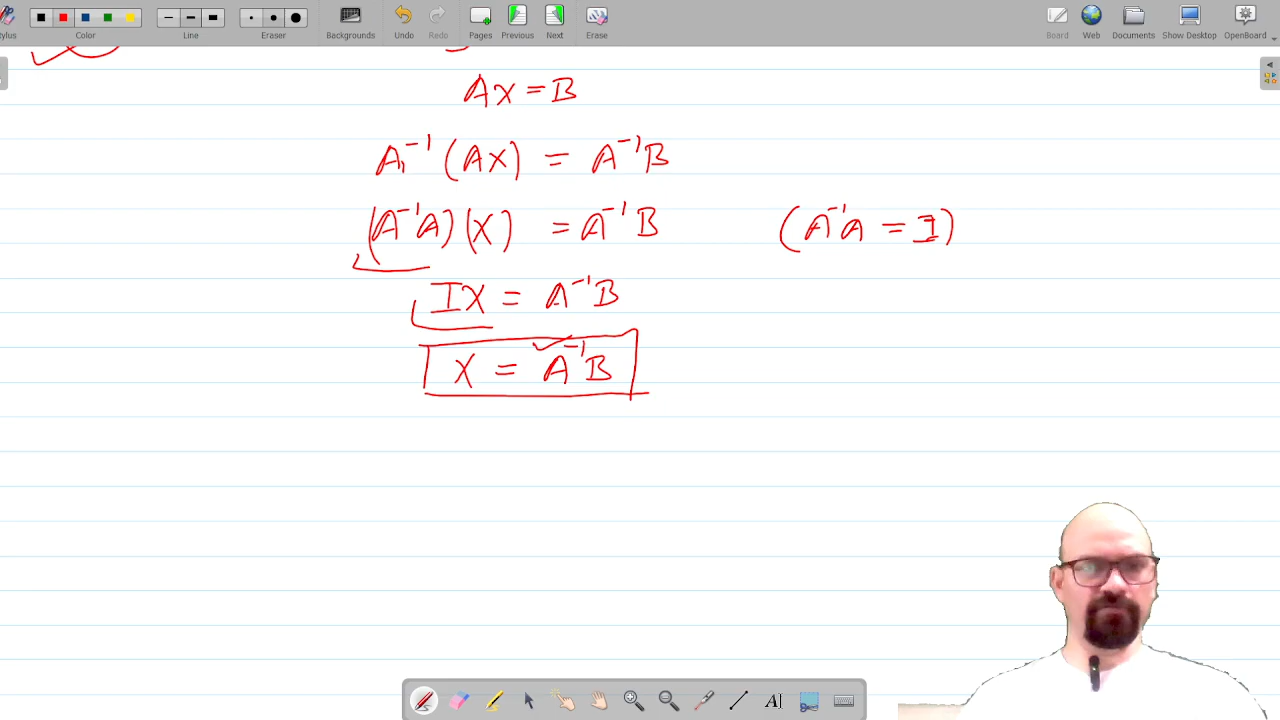 Stylus Color Line Eraser Backgrounds Undo Redo Pages Previous Next Erase Board Web Documents Show Desktop OpenBoard
AX = B
A⁻¹(AX) = A⁻¹B
(A⁻¹A)(X) = A⁻¹B (A⁻¹A = I)
IX = A⁻¹B
X = A⁻¹B